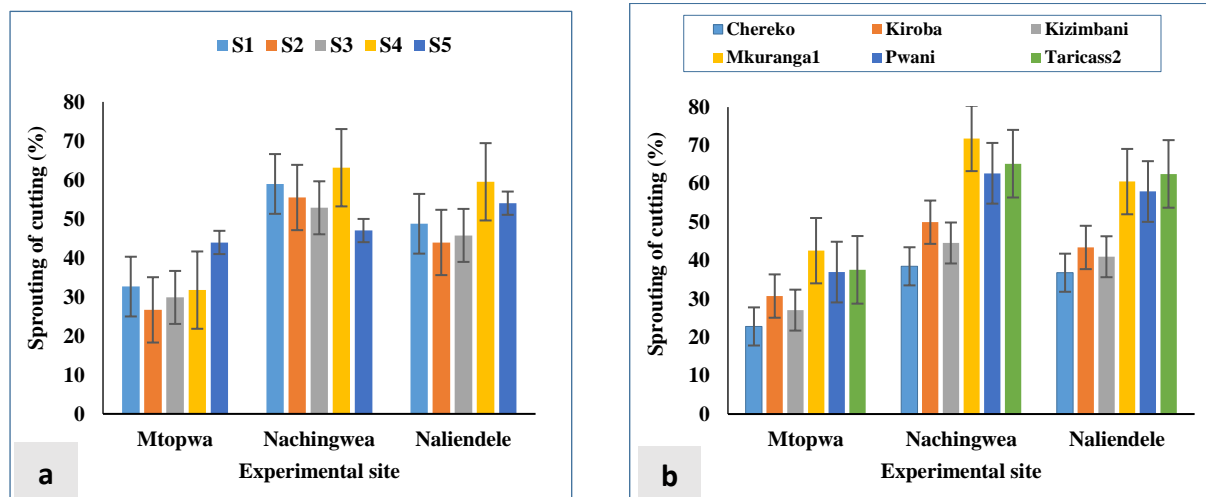 S1 S2 S3 S4 S5
Sprouting of cutting (%)
80
70
60
50
40
30
20
10
0
Mtopwa Nachingwea Naliendele
Experimental site
a
Chereko Kiroba Kizimbani
Mkuranga1 Pwani Taricass2
Sprouting of cutting (%)
80
70
60
50
40
30
20
10
0
Mtopwa Nachingwea Naliendele
Experimental site
b